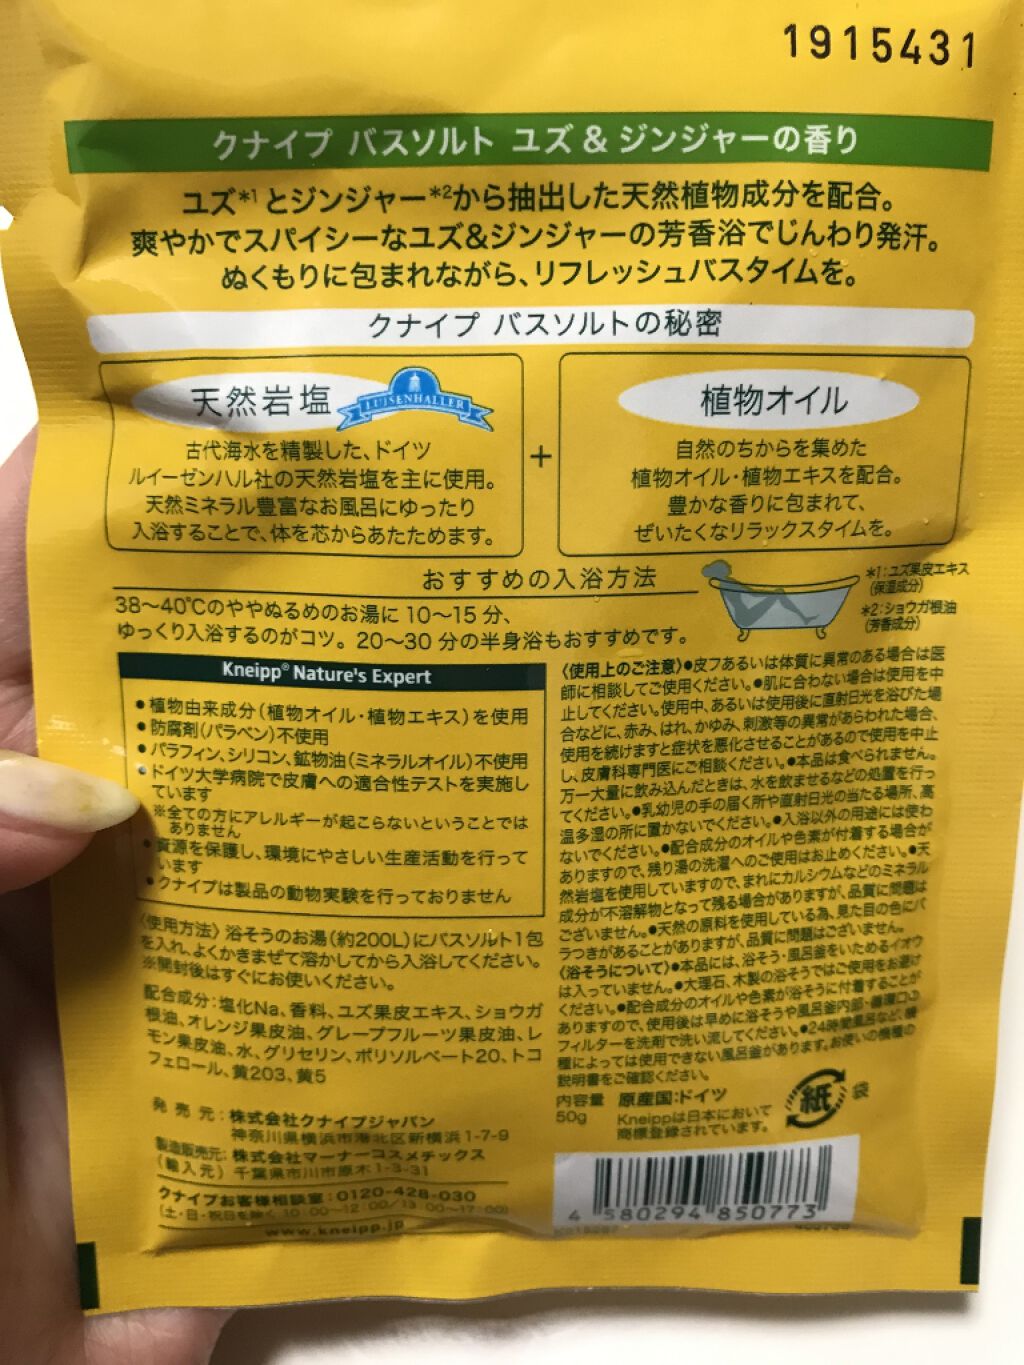 1915431
クナイプ バスソルト ユズ & ジンジャーの香り
ユズ*1とジンジャー*2から抽出した天然植物成分を配合。
爽やかでスパイシーなユズ&ジンジャーの芳香浴でじんわり発汗。
ぬくもりに包まれながら、リフレッシュバスタイムを。
クナイプ バスソルトの秘密
天然岩塩
LUISENHALLER
古代海水を精製した、ドイツ
ルイーゼンハル社の天然岩塩を主に使用。
天然ミネラル豊富なお風呂にゆったり
入浴することで、体を芯からあたためます。
+
植物オイル
自然のちからを集めた
植物オイル・植物エキスを配合。
豊かな香りに包まれて、
ぜいたくなリラックスタイムを。
おすすめの入浴方法
38～40℃のややぬるめのお湯に 10～15 分、
ゆっくり入浴するのがコツ。20～30 分の半身浴もおすすめです。
*1:ユズ果皮エキス
(保湿成分)
*2:ショウガ根油
(芳香成分)
Kneipp® Nature's Expert
●植物由来成分(植物オイル・植物エキス)を使用
●防腐剤(パラベン)不使用
●パラフィン、シリコン、鉱物油(ミネラルオイル)不使用
●ドイツ大学病院で皮膚への適合性テストを実施し
ています
※全ての方にアレルギーが起こらないということでは
ありません
●資源を保護し、環境にやさしい生産活動を行って
います
●クナイプは製品の動物実験を行っておりません
〈使用方法〉浴そうのお湯(約200L)にバスソルト1包
を入れ、よくかきまぜて溶かしてから入浴してください。
※開封後はすぐにお使いください。
配合成分:塩化Na、香料、ユズ果皮エキス、ショウガ
根油、オレンジ果皮油、グレープフルーツ果皮油、レ
モン果皮油、水、グリセリン、ポリソルベート20、トコ
フェロール、黄203、黄5
発売元:株式会社クナイプジャパン
神奈川県横浜市港北区新横浜1-7-9
製造販売元:株式会社マーナーコスメチックス
(輸入元) 千葉県市川市原木1-3-31
クナイプお客様相談室:0120-428-030
(土・日・祝日を除く 10:00～12:00/13:00～17:00)
www.kneipp.jp
〈使用上のご注意〉●皮フあるいは体質に異常のある場合は医
師に相談してご使用ください。●肌に合わない場合は使用を中
止してください。使用中、あるいは使用後に直射日光を浴びた場
合などに、赤み、はれ、かゆみ、刺激等の異常があらわれた場合、
使用を続けますと症状を悪化させることがあるので使用を中止
し、皮膚科専門医にご相談ください。●本品は食べられません。
万一大量に飲み込んだときは、水を飲ませるなどの処置を行っ
てください。●乳幼児の手の届く所や直射日光の当たる場所、高
温多湿の所に置かないでください。●入浴以外の用途には使わ
ないでください。●配合成分のオイルや色素が付着する場合が
ありますので、残り湯の洗濯へのご使用はお止めください。●天
然岩塩を使用していますので、まれにカルシウムなどのミネラル
成分が不溶解物となって残る場合がありますが、品質に問題は
ございません。●天然の原料を使用している為、見た目の色にバ
ラつきがあることがありますが、品質に問題はございません。
〈浴そうについて〉●本品には、浴そう・風呂釜をいためるイオウ
は入っていません。●大理石、木製の浴そうではご使用をお避け
ください。●配合成分のオイルや色素が浴そうに付着することが
ありますので、使用後は早めに浴そうや風呂釜内部・循環口の
フィルターを洗剤で洗い流してください。●24時間風呂など、機
種によっては使用できない風呂釜があります。お使いの機種の
説明書をご確認ください。
内容量 原産国:ドイツ
50g Kneippは日本において
商標登録されています。
紙 袋
4 580294 850773